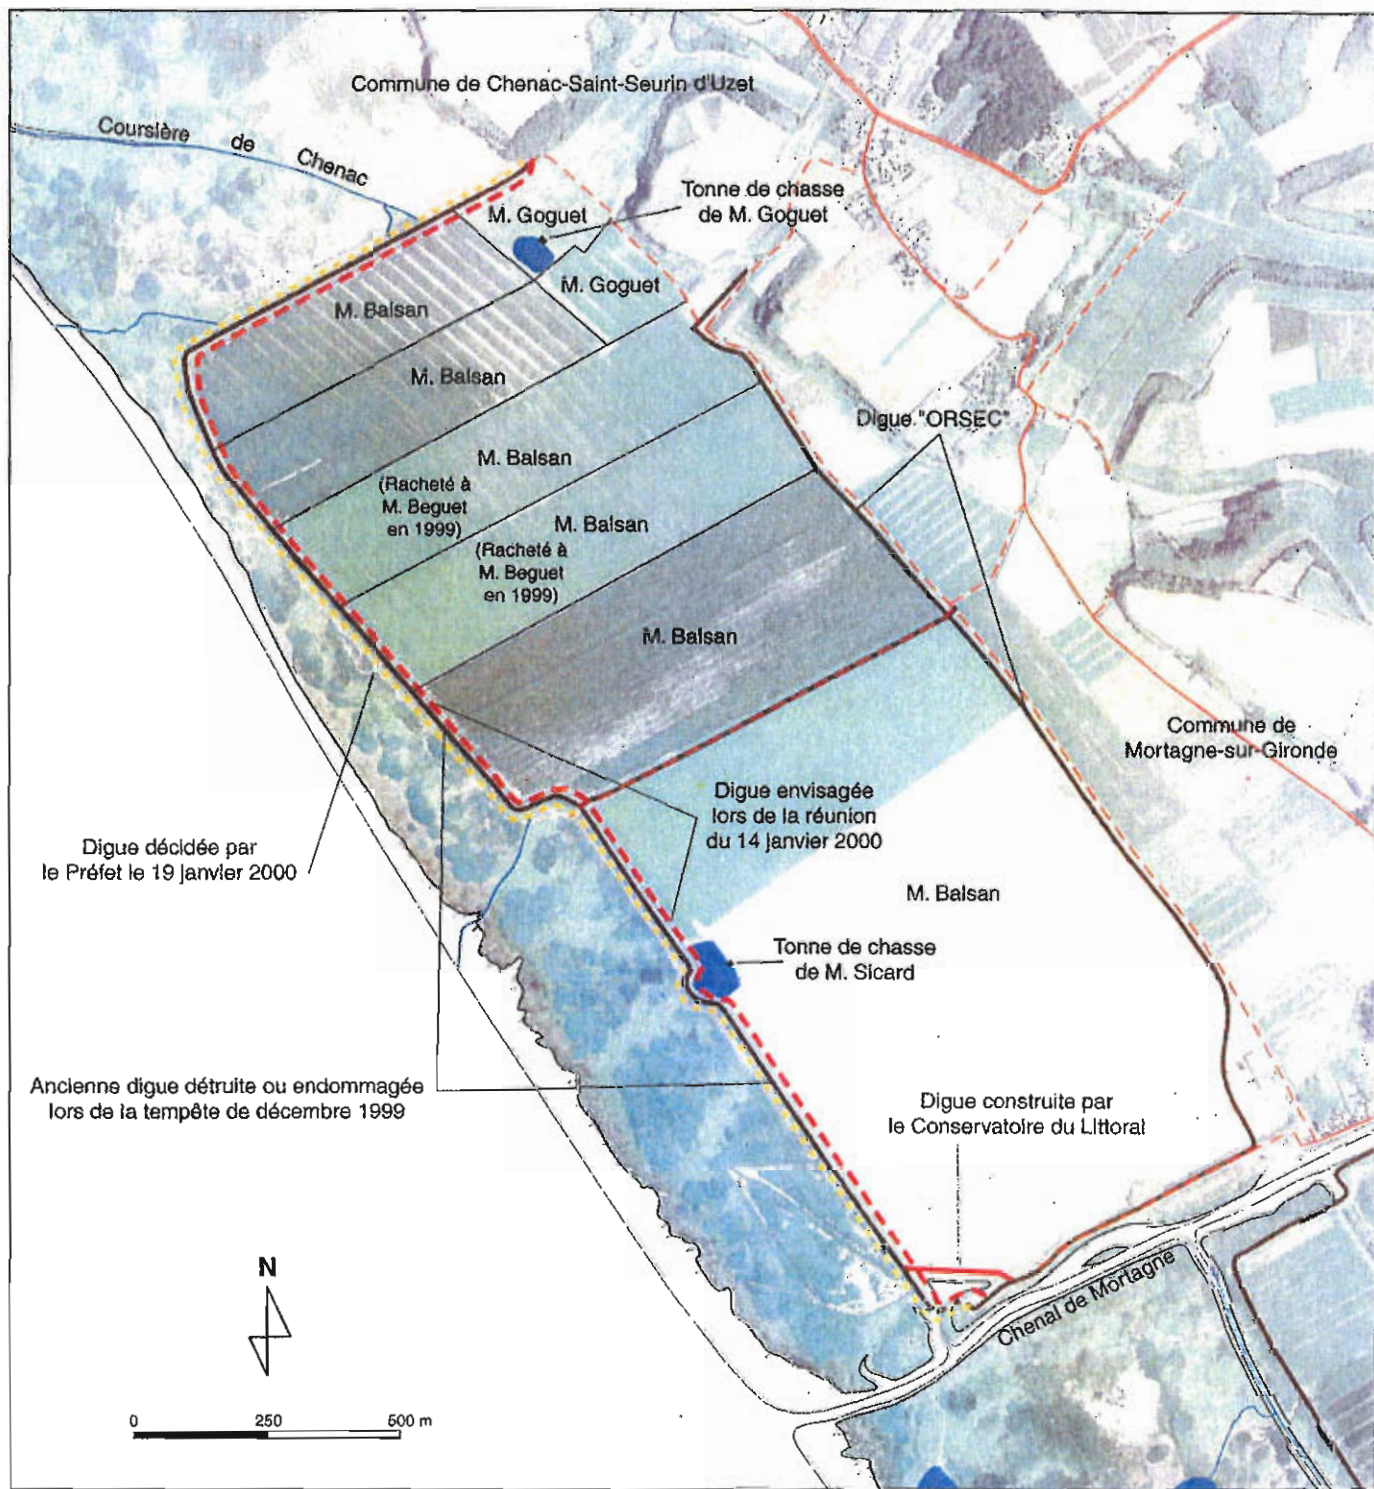 Commune de Chenac-Saint-Seurin d'Uzet
Coursière de Chenac
M. Goguet
Tonne de chasse
de M. Goguet
M. Goguet
M. Balsan
M. Balsan
Digue "ORSEC"
M. Balsan
(Racheté à
M. Beguet
en 1999)
M. Balsan
(Racheté à
M. Beguet
en 1999)
M. Balsan
Commune de
Mortagne-sur-Gironde
Digue envisagée
lors de la réunion
du 14 janvier 2000
Digue décidée par
le Préfet le 19 janvier 2000
M. Balsan
Tonne de chasse
de M. Sicard
Ancienne digue détruite ou endommagée
lors de la tempête de décembre 1999
Digue construite par
le Conservatoire du Littoral
N
Chenal de Mortagne
0 250 500 m